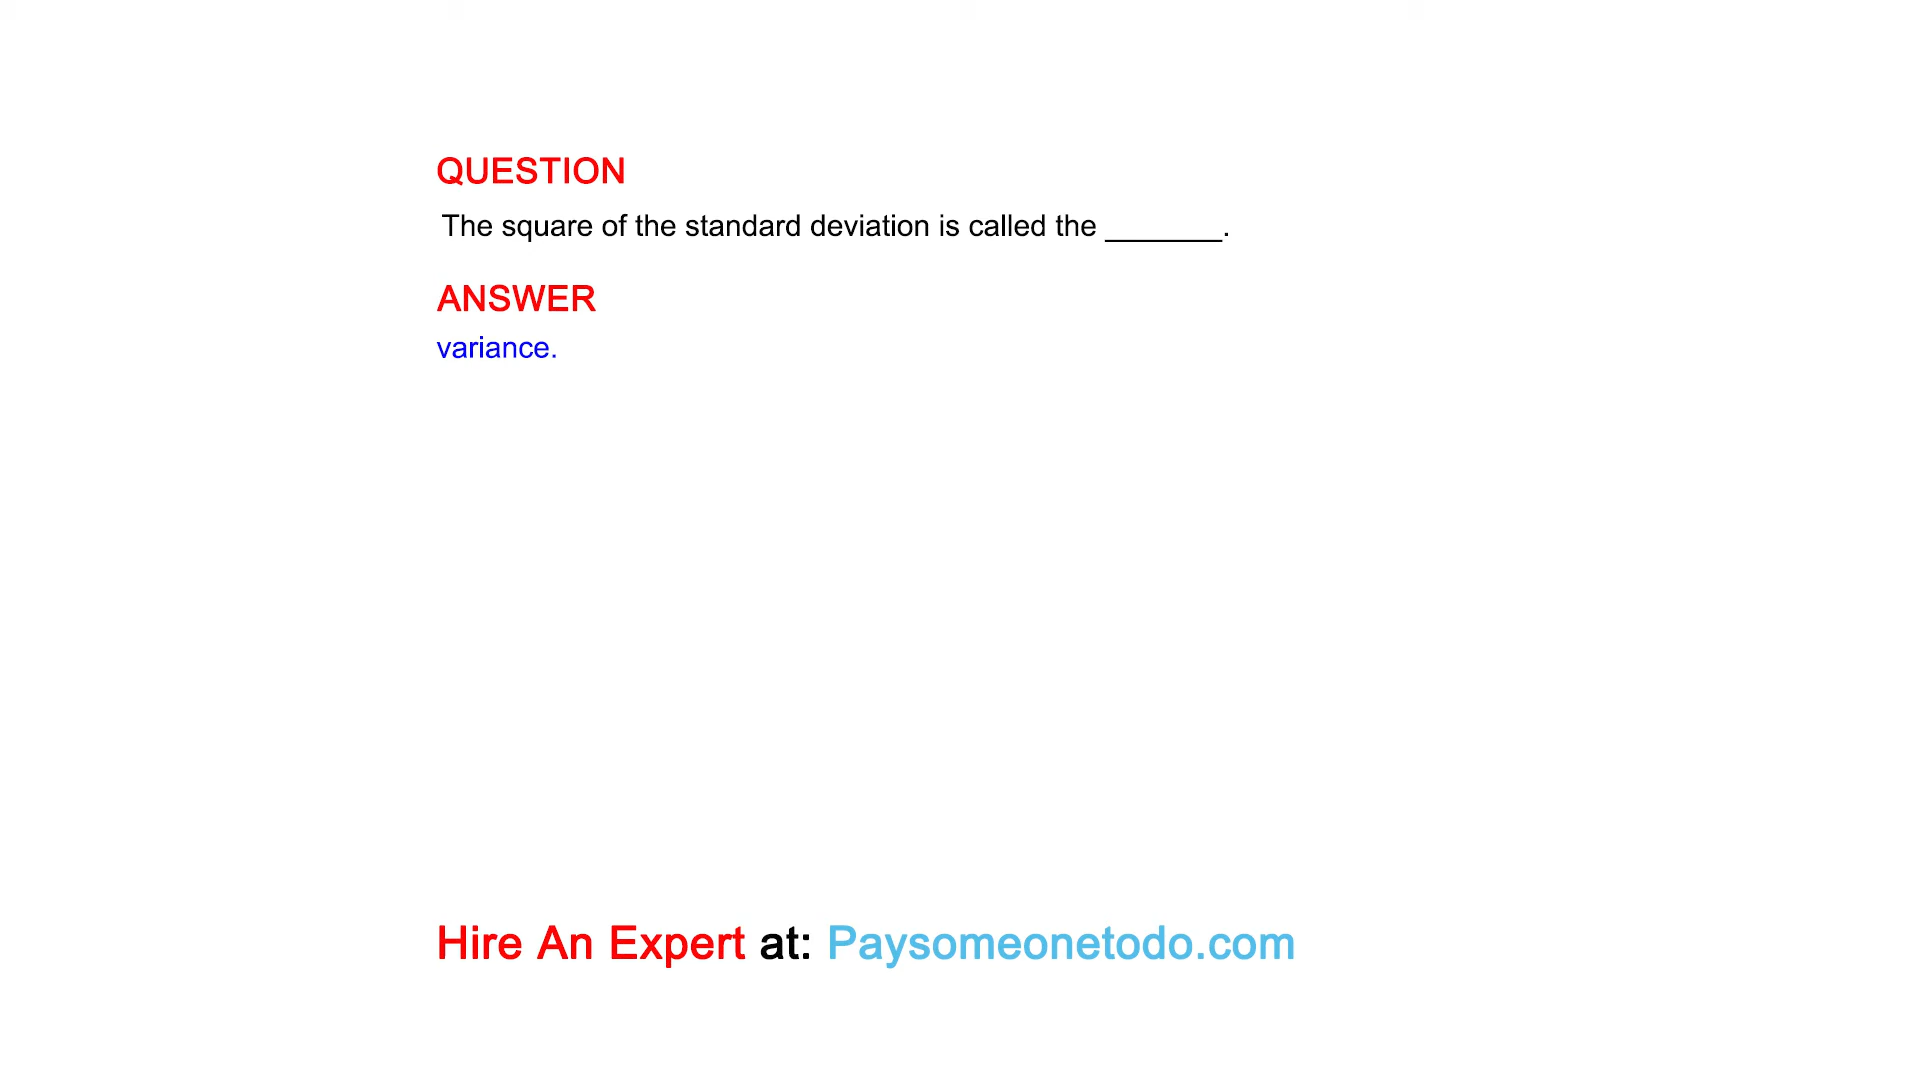 QUESTION
The square of the standard deviation is called the _______.
ANSWER
variance.
Hire An Expert at: Paysomeonetodo.com